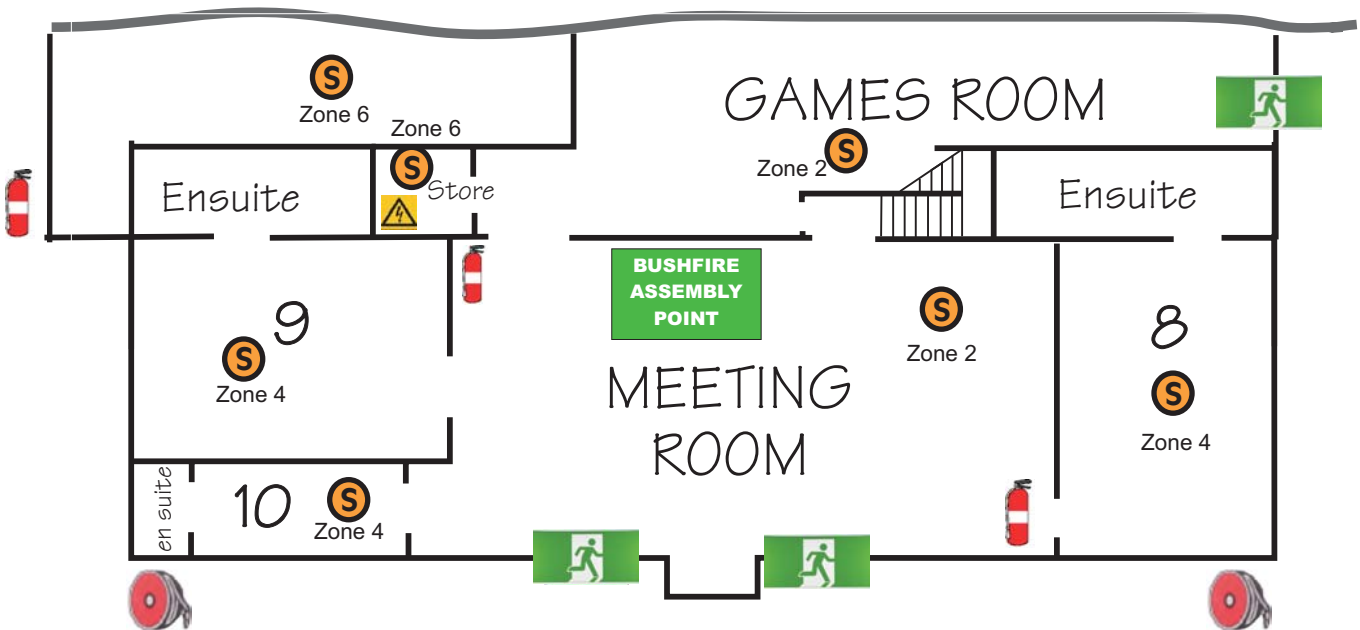 S
Zone 6
GAMES ROOM
Zone 6
S
S
Zone 2
Store
Ensuite
Ensuite
BUSHFIRE
ASSEMBLY
POINT
9
S
Zone 2
8
S
Zone 4
MEETING
ROOM
S
Zone 4
en suite
10
S
Zone 4